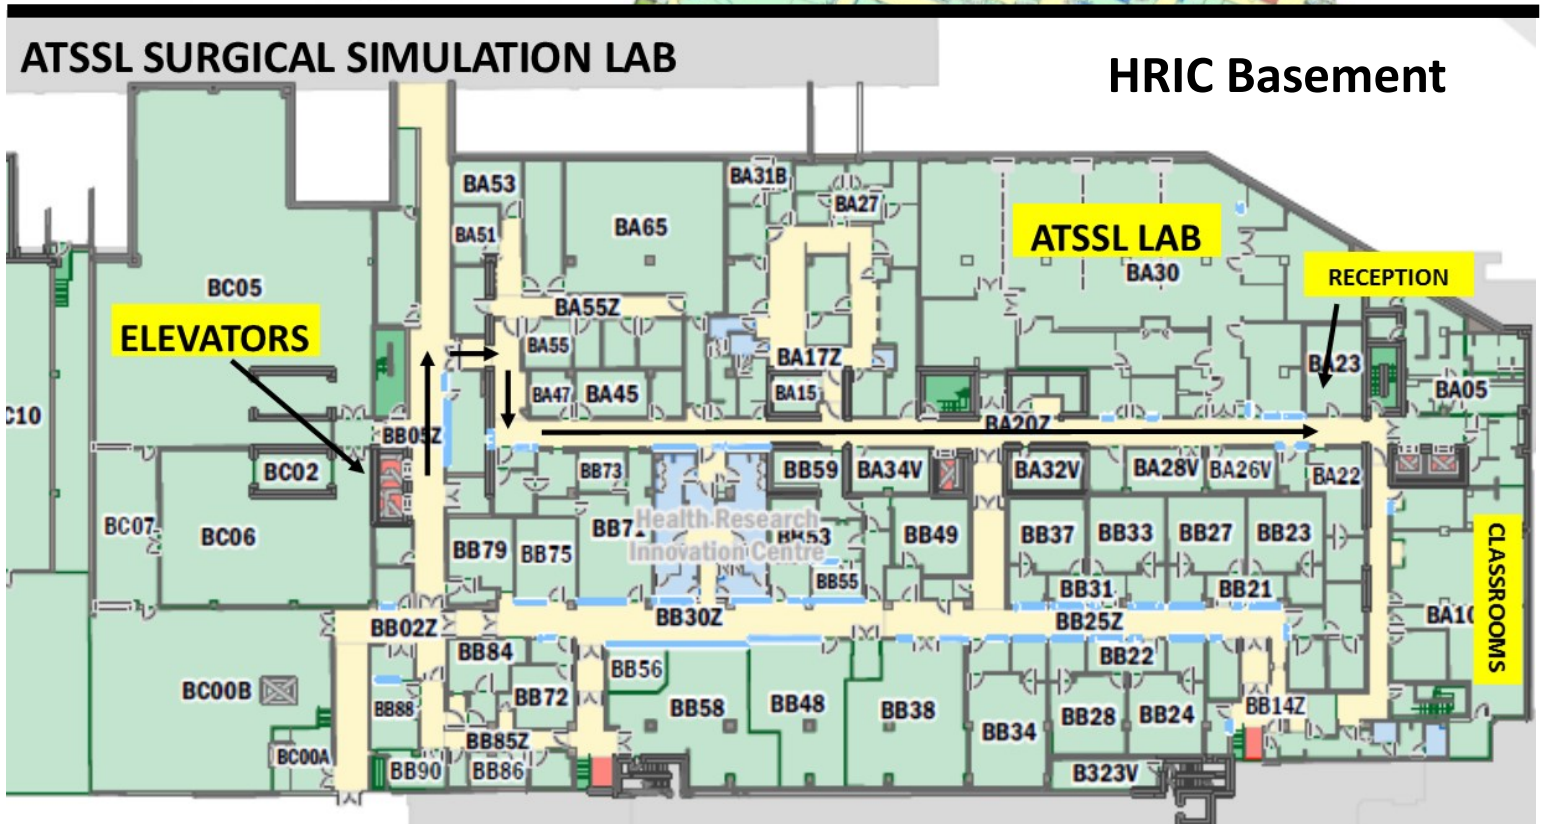 ATSSL SURGICAL SIMULATION LAB
HRIC Basement
BA53
BA31B
BA27
BA51
BA65
ATSSL LAB
BA30
RECEPTION
BC05
BA55Z
ELEVATORS
BA55
BA17Z
BA23
BA47
BA45
BA15
BA05
C10
BB05Z
BA20Z
BC02
BB73
BB59
BA34V
BA32V
BA28V
BA26V
BA22
BC07
BC06
BB79
BB75
BB71
Health Research
Innovation Centre
BB53
BB49
BB37
BB33
BB27
BB23
CLASSROOMS
BB55
BB31
BB21
BB02Z
BB30Z
BB25Z
BA10
BB84
BB56
BB22
BC00B
BB88
BB72
BB58
BB48
BB38
BB34
BB28
BB24
BB14Z
BC00A
BB85Z
BB90
BB86
B323V